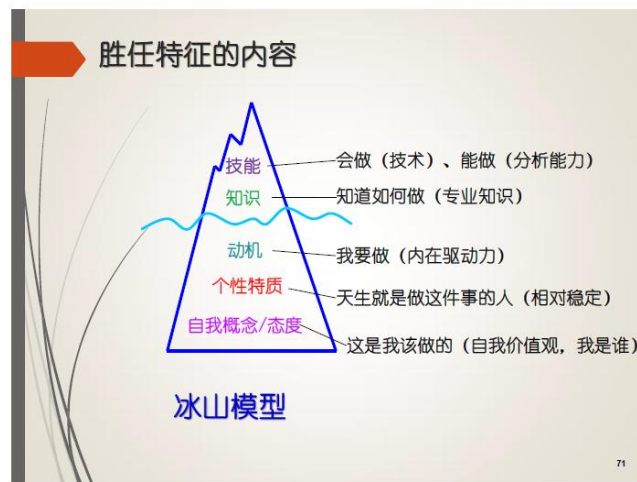 胜任特征的内容
技能
会做（技术）、能做（分析能力）
知识
知道如何做（专业知识）
动机
我要做（内在驱动力）
个性特质
天生就是做这件事的人（相对稳定）
自我概念/态度
这是我该做的（自我价值观，我是谁）
冰山模型
71